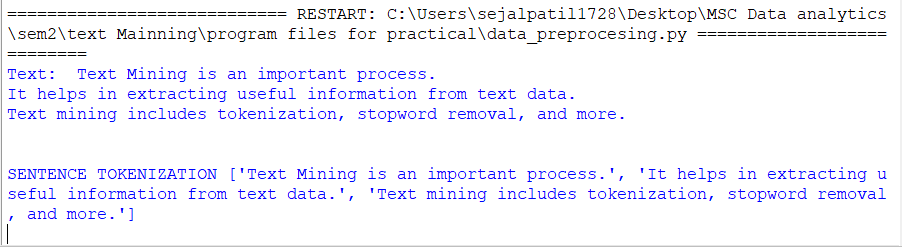 ============================ RESTART: C:\Users\sejalpatil1728\Desktop\MSC Data analytics
\sem2\text Mainning\program files for practical\data_preprocesing.py ===================
========
Text:  Text Mining is an important process.
It helps in extracting useful information from text data.
Text mining includes tokenization, stopword removal, and more.
SENTENCE TOKENIZATION ['Text Mining is an important process.', 'It helps in extracting u
seful information from text data.', 'Text mining includes tokenization, stopword removal
, and more.']